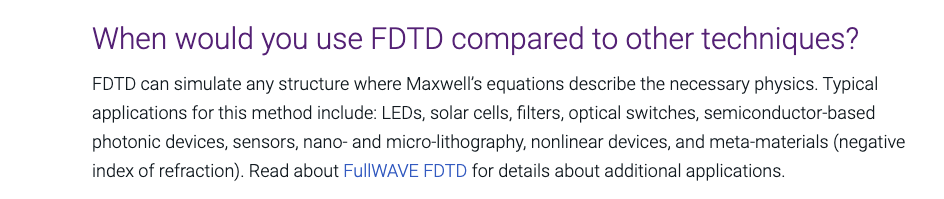 When would you use FDTD compared to other techniques?
FDTD can simulate any structure where Maxwell’s equations describe the necessary physics. Typical
applications for this method include: LEDs, solar cells, filters, optical switches, semiconductor-based
photonic devices, sensors, nano- and micro-lithography, nonlinear devices, and meta-materials (negative
index of refraction). Read about FullWAVE FDTD for details about additional applications.